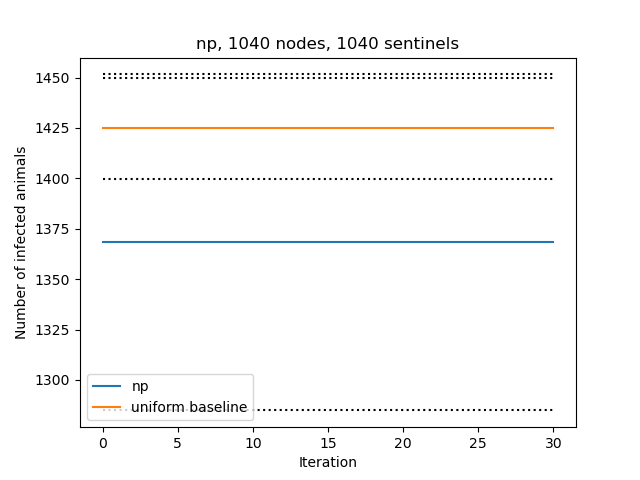 np, 1040 nodes, 1040 sentinels
Number of infected animals
1450
1425
1400
1375
1350
1325
1300
np
uniform baseline
0 5 10 15 20 25 30
Iteration